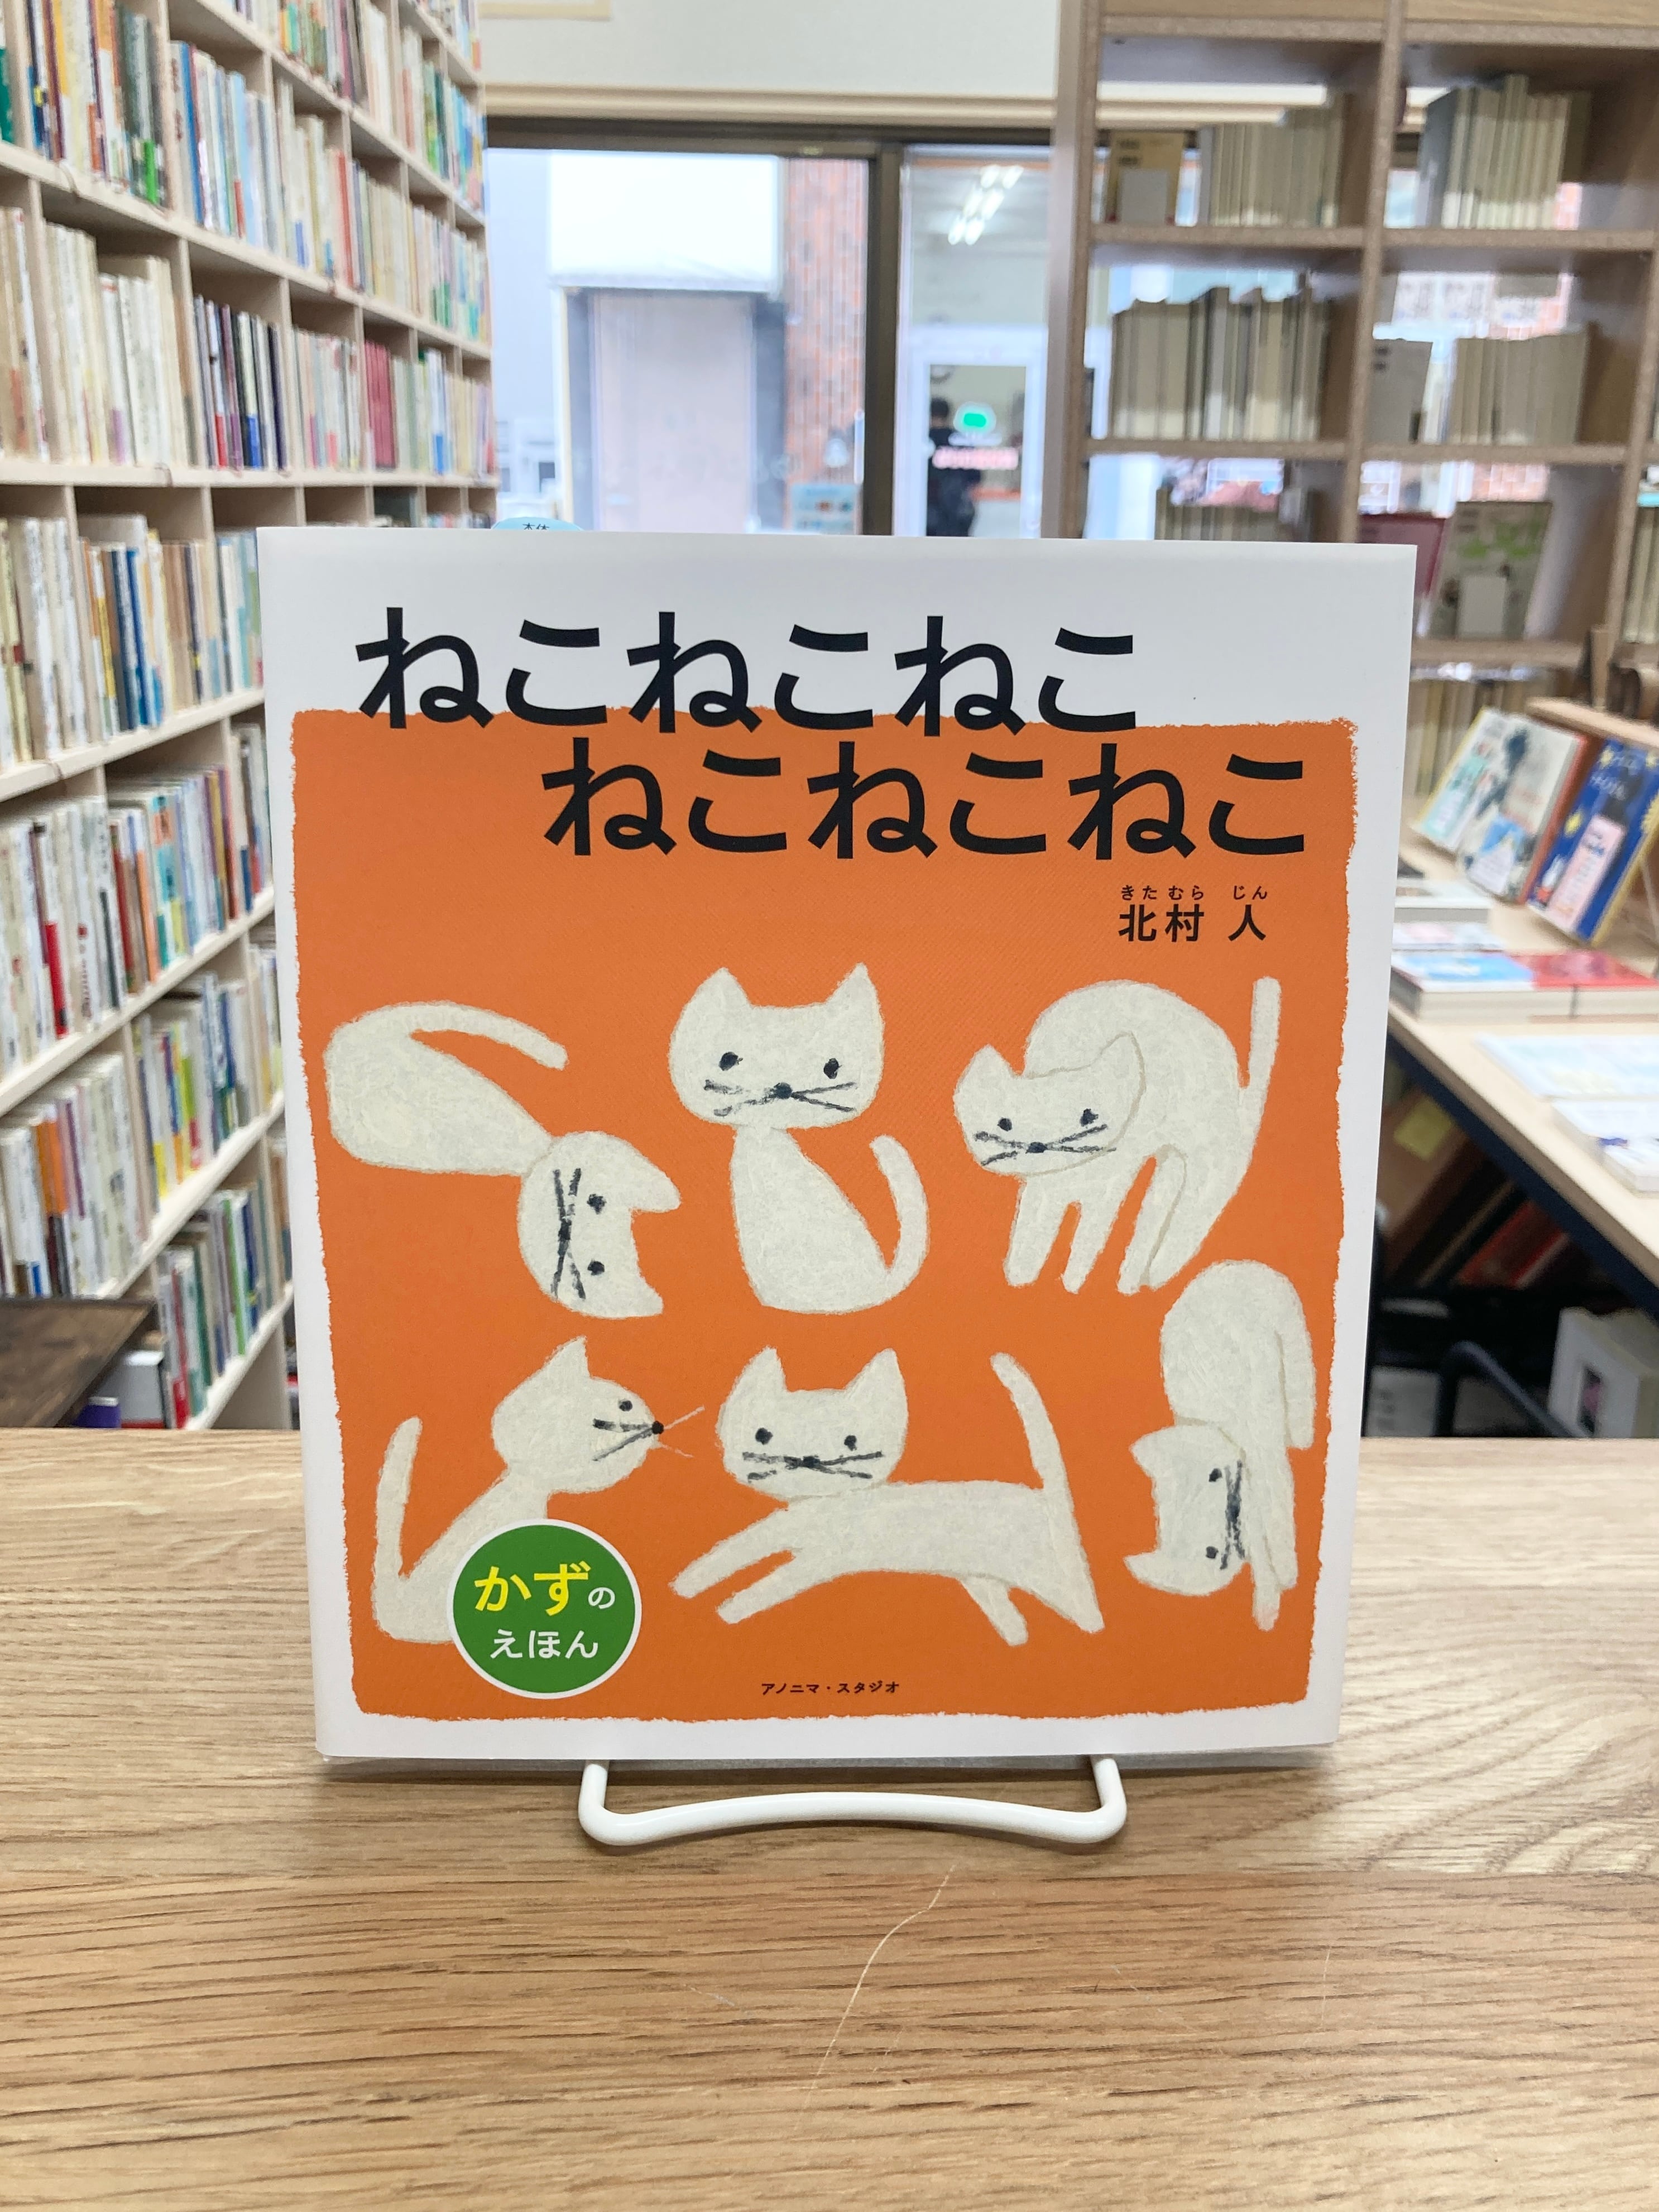 ねこねこねこ
ねこねこねこ
きた むら じん
北村 人
かずの
えほん
アノニマ・スタジオ